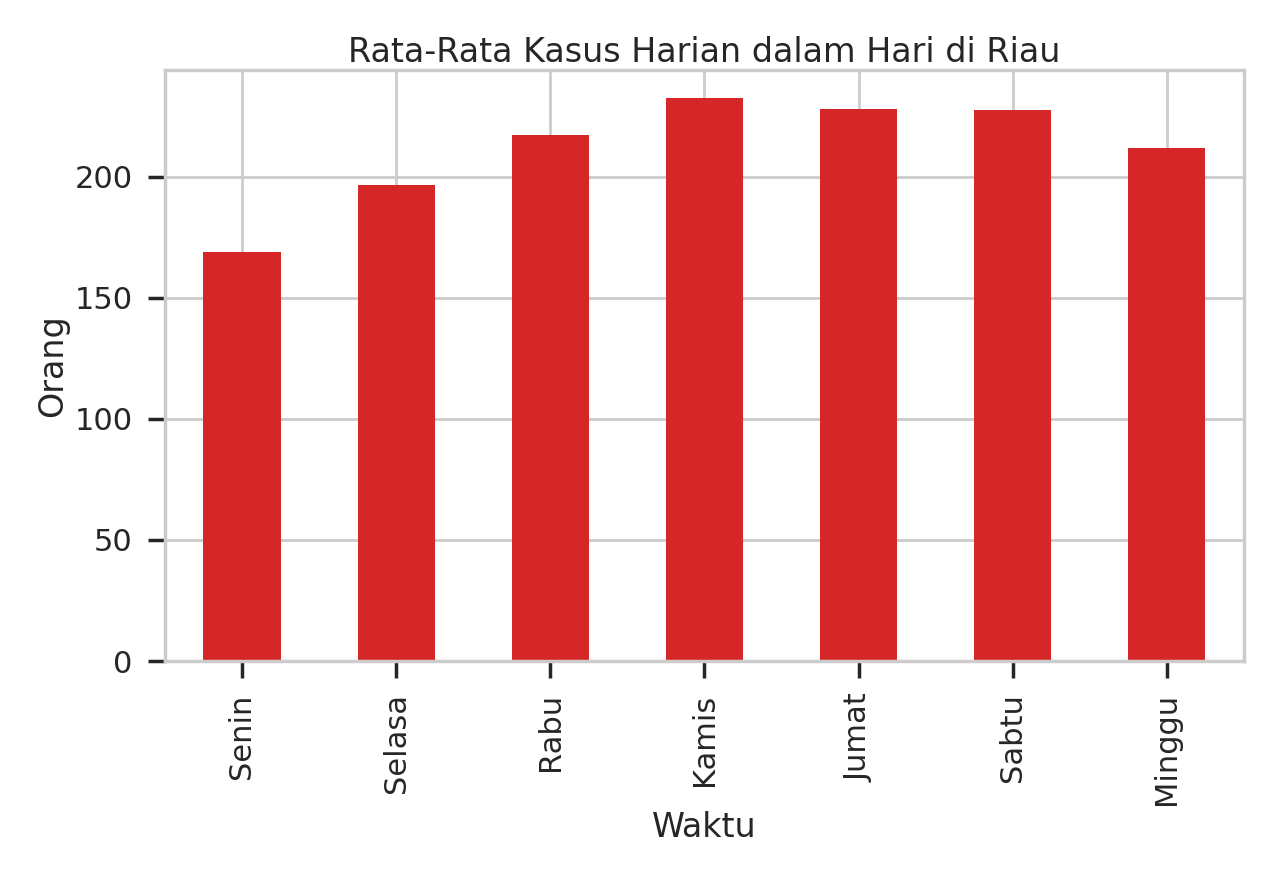 Rata-Rata Kasus Harian dalam Hari di Riau
Orang
200
150
100
50
0
Senin
Selasa
Rabu
Kamis
Jumat
Sabtu
Minggu
Waktu